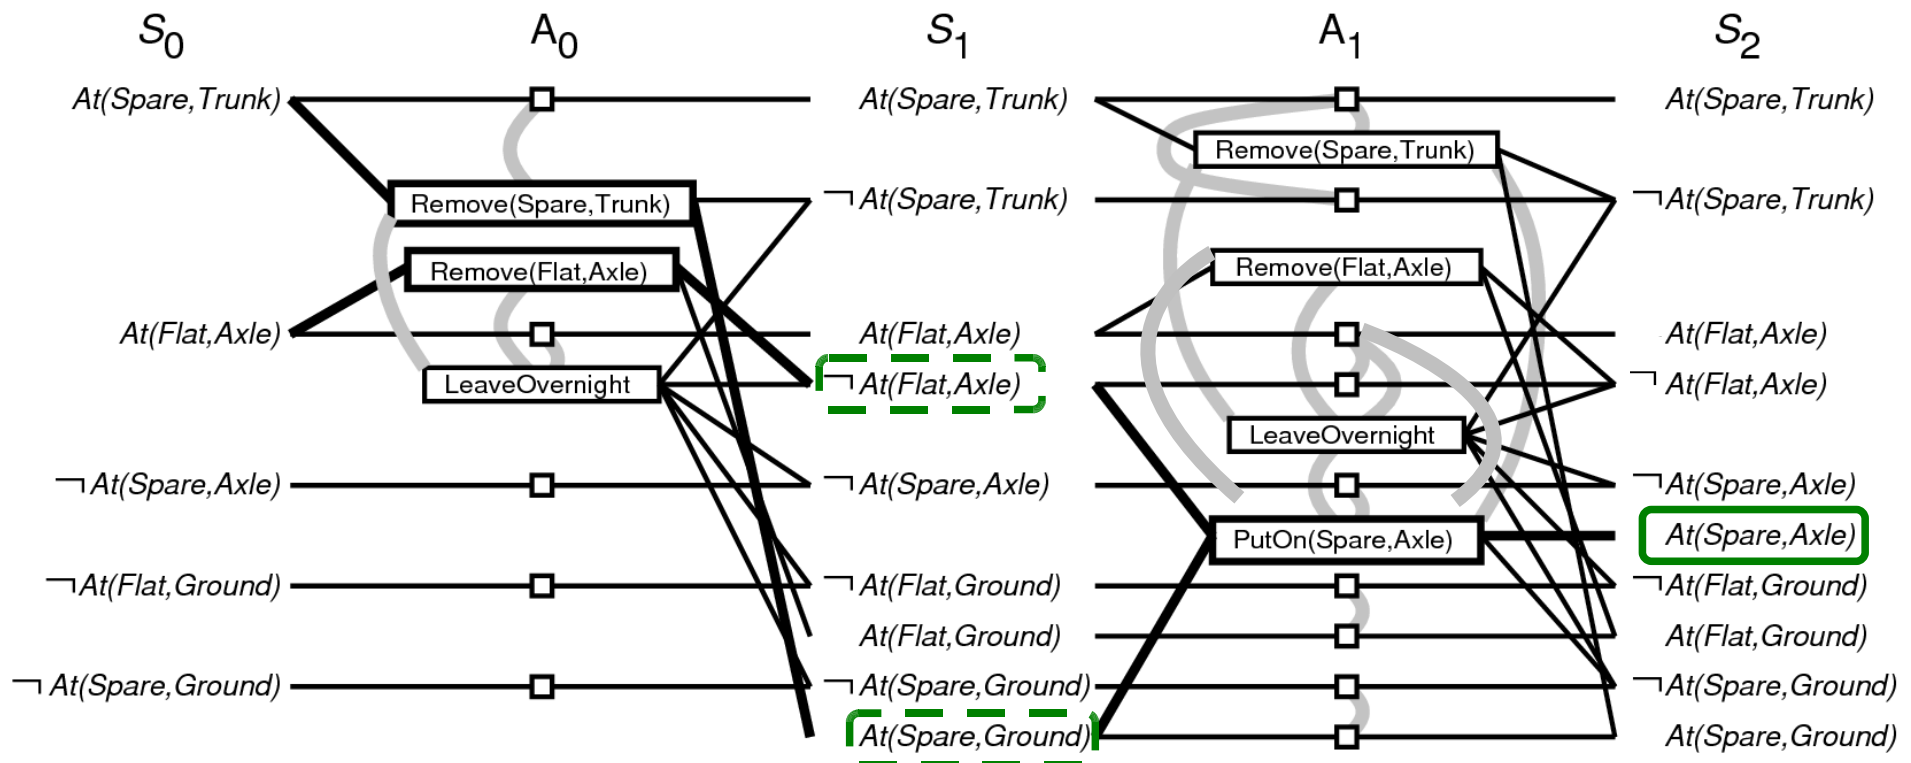 S0 A0 S1 A1 S2
At(Spare,Trunk) At(Spare,Trunk) At(Spare,Trunk)
Remove(Spare,Trunk)
Remove(Spare,Trunk) ¬At(Spare,Trunk) ¬At(Spare,Trunk)
Remove(Flat,Axle) Remove(Flat,Axle)
At(Flat,Axle) At(Flat,Axle) At(Flat,Axle)
LeaveOvernight ¬At(Flat,Axle) ¬At(Flat,Axle)
LeaveOvernight
¬At(Spare,Axle) ¬At(Spare,Axle) ¬At(Spare,Axle)
PutOn(Spare,Axle) At(Spare,Axle)
¬At(Flat,Ground) ¬At(Flat,Ground) ¬At(Flat,Ground)
At(Flat,Ground) At(Flat,Ground)
¬At(Spare,Ground) ¬At(Spare,Ground) ¬At(Spare,Ground)
At(Spare,Ground) At(Spare,Ground)